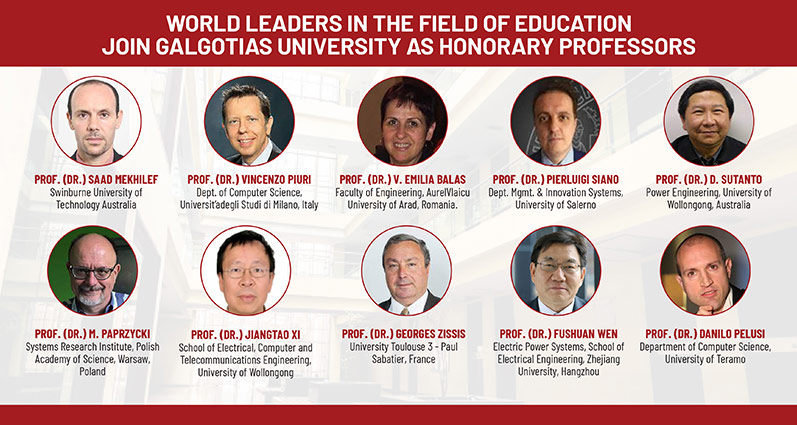 WORLD LEADERS IN THE FIELD OF EDUCATION
JOIN GALGOTIAS UNIVERSITY AS HONORARY PROFESSORS
PROF. (DR.) SAAD MEKHILEF
Swinburne University of
Technology Australia
PROF. (DR.) VINCENZO PIURI
Dept. of Computer Science,
Universit'adegli Studi di Milano, Italy
PROF. (DR.) V. EMILIA BALAS
Faculty of Engineering, AurelVlaicu
University of Arad, Romania.
PROF. (DR.) PIERLUIGI SIANO
Dept. Mgmt. & Innovation Systems,
University of Salerno
PROF. (DR.) D. SUTANTO
Power Engineering, University of
Wollongong, Australia
PROF. (DR.) M. PAPRZYCKI
Systems Research Institute, Polish
Academy of Science, Warsaw,
Poland
PROF. (DR.) JIANGTAO XI
School of Electrical, Computer and
Telecommunications Engineering,
University of Wollongong
PROF. (DR.) GEORGES ZISSIS
University Toulouse 3 - Paul
Sabatier, France
PROF. (DR.) FUSHUAN WEN
Electric Power Systems, School of
Electrical Engineering, Zhejiang
University, Hangzhou
PROF. (DR.) DANILO PELUSI
Department of Computer Science,
University of Teramo